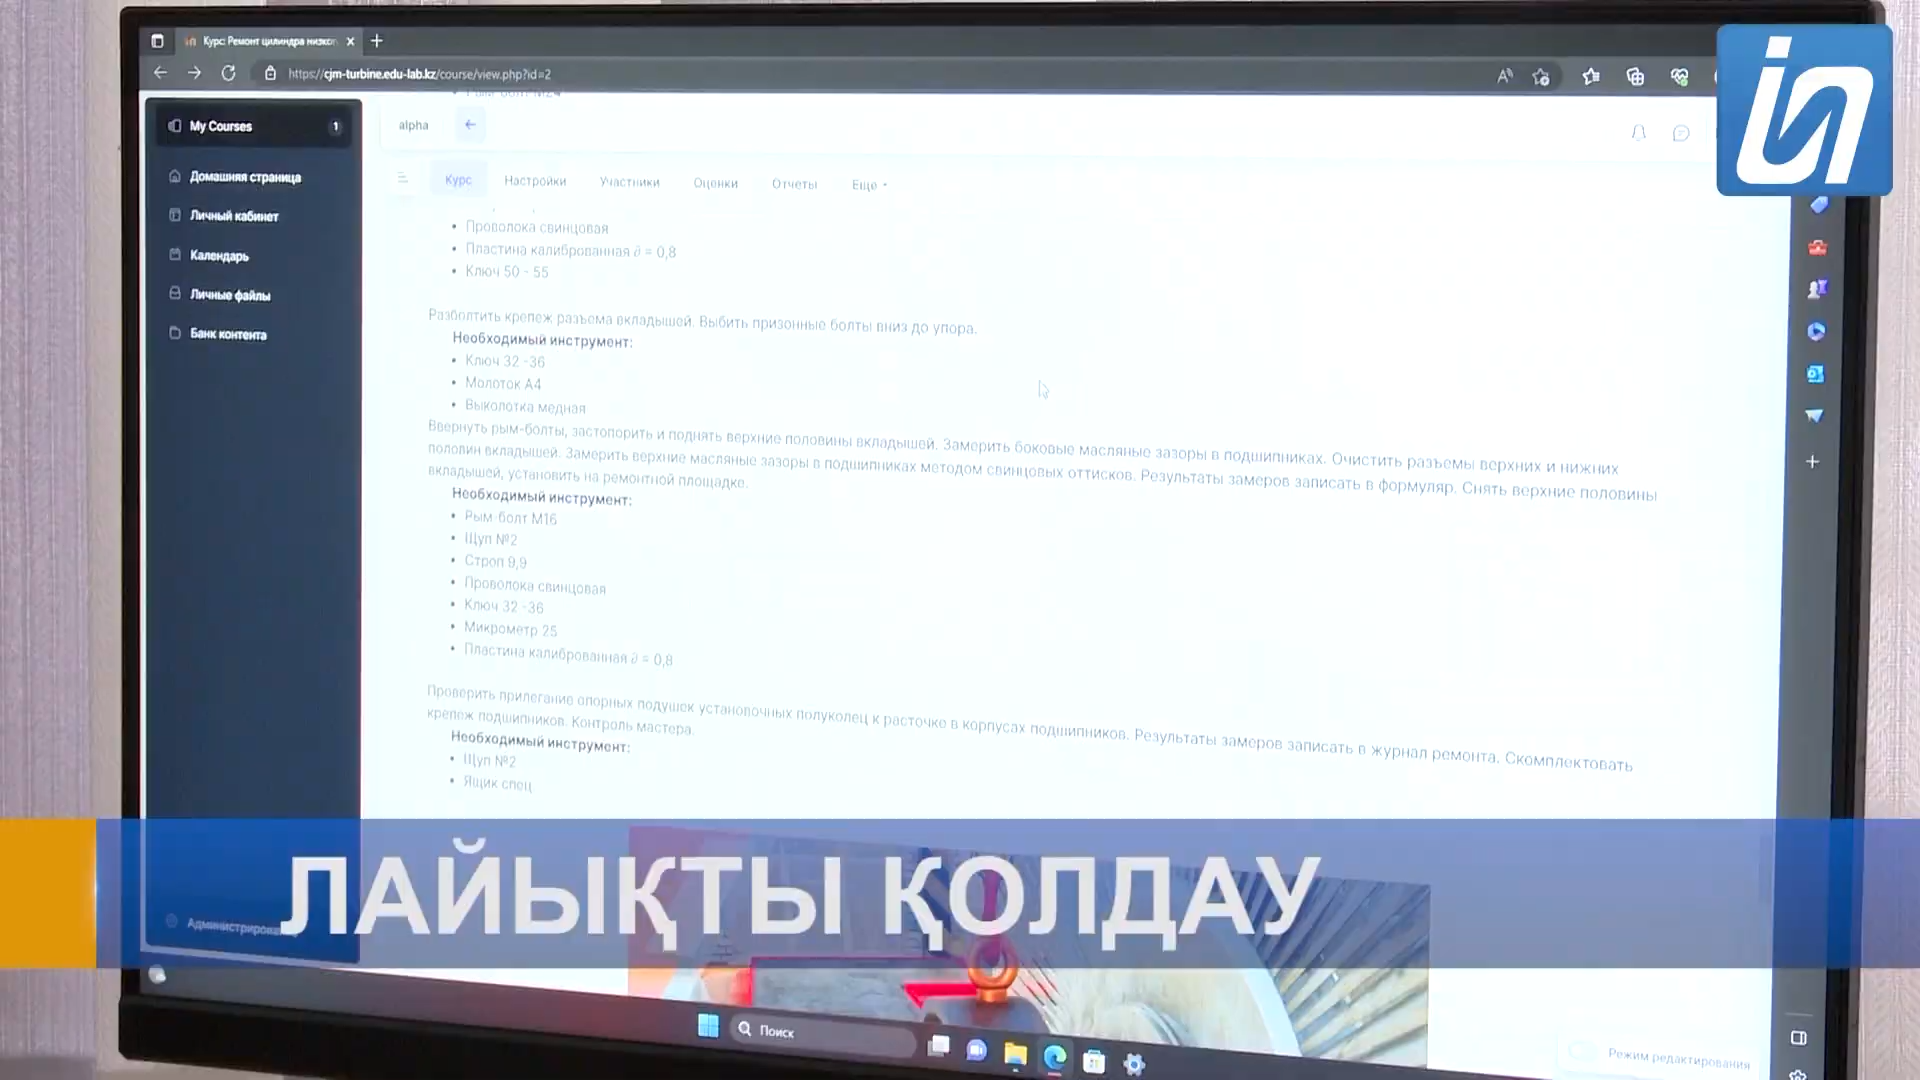 Курс: Ремонт цилиндра низког
https://cjm-turbine.edu-lab.kz/course/view.php?id=2
in
My Courses 1
Домашняя страница
Личный кабинет
Календарь
Личные файлы
Банк контента
alpha
Курс Настройки Участники Оценки Отчеты Еще
Проволока свинцовая
Пластина калиброванная ∂ = 0,8
Ключ 50 - 55
Разболтить крепеж разъема вкладышей. Выбить призонные болты вниз до упора.
Необходимый инструмент:
Ключ 32 -36
Молоток А4
Выколотка медная
Ввернуть рым-болты, застопорить и поднять верхние половины вкладышей. Замерить боковые масляные зазоры в подшипниках. Очистить разъемы верхних и нижних
половин вкладышей. Замерить верхние масляные зазоры в подшипниках методом свинцовых оттисков. Результаты замеров записать в формуляр. Снять верхние половины
вкладышей, установить на ремонтной площадке.
Необходимый инструмент:
Рым-болт М16
Щуп №2
Строп 9,9
Проволока свинцовая
Ключ 32 -36
Микрометр 25
Пластина калиброванная ∂ = 0,8
Проверить прилегание опорных подушек установочных полуколец к расточке в корпусах подшипников. Результаты замеров записать в журнал ремонта. Скомплектовать
крепеж подшипников. Контроль мастера
Необходимый инструмент:
Щуп №2
Ящик спец
ЛАЙЫҚТЫ ҚОЛДАУ
Поиск
Режим редактирования